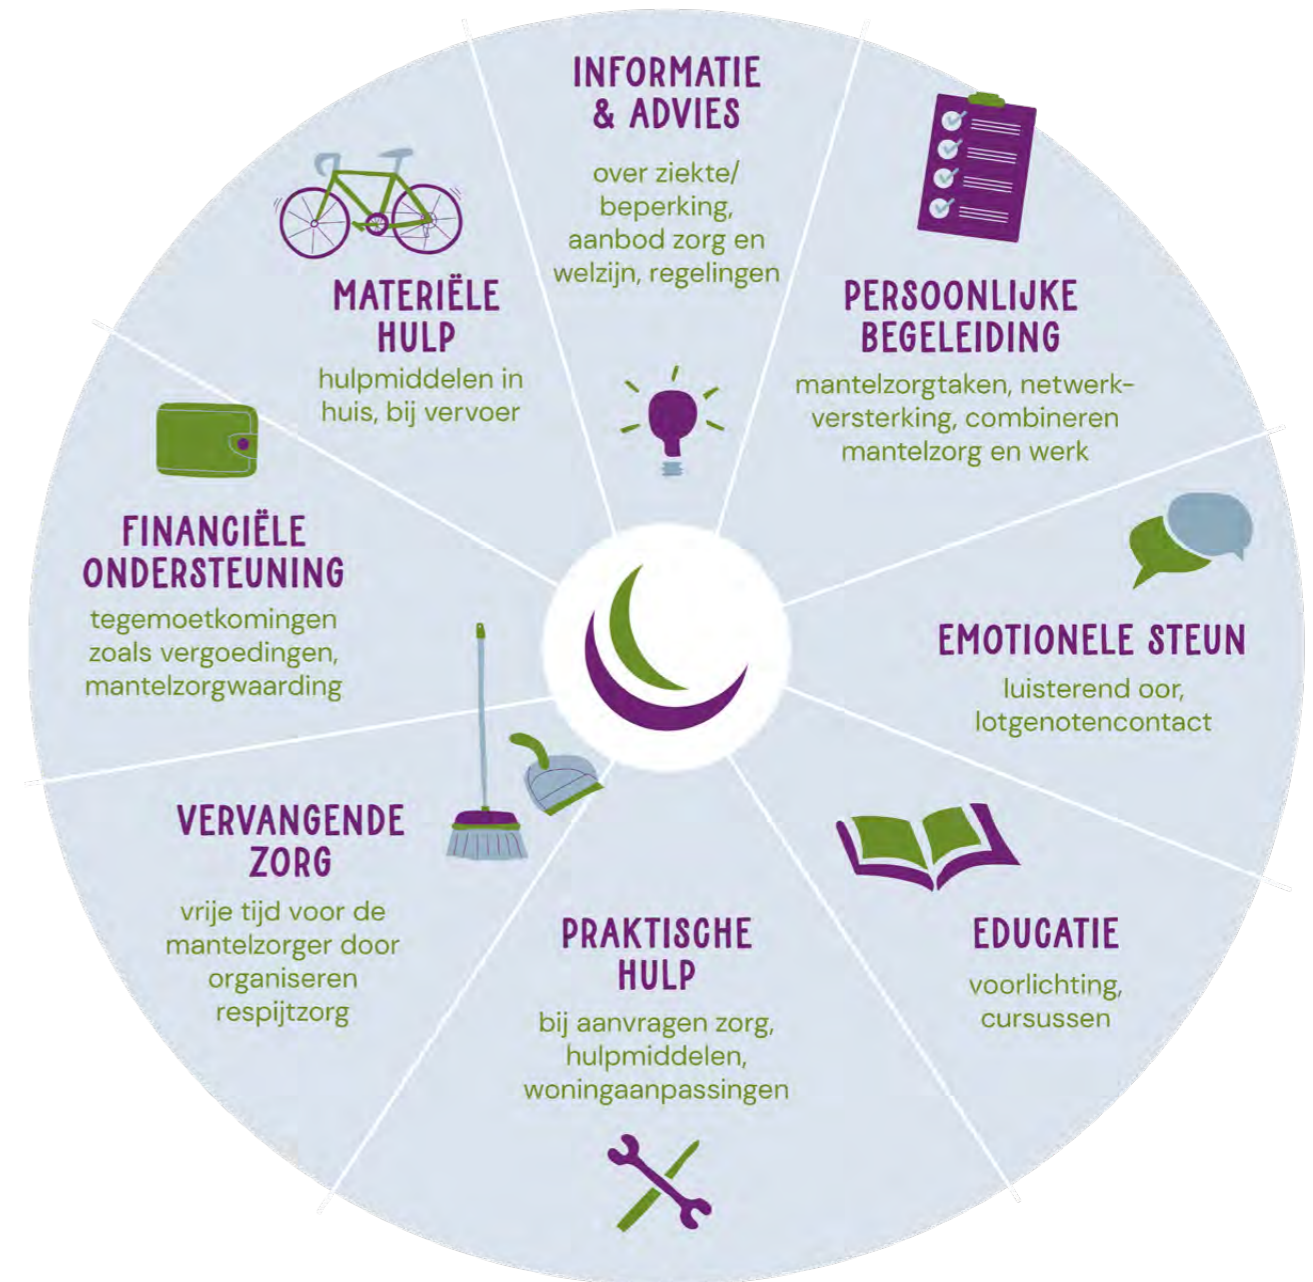 INFORMATIE
& ADVIES
over ziekte/
beperking,
aanbod zorg en
welzijn, regelingen
PERSOONLIJKE
BEGELEIDING
mantelzorgtaken, netwerk-
versterking, combineren
mantelzorg en werk
EMOTIONELE STEUN
luisterend oor,
lotgenotencontact
EDUCATIE
voorlichting,
cursussen
PRAKTISCHE
HULP
bij aanvragen zorg,
hulpmiddelen,
woningaanpassingen
VERVANGENDE
ZORG
vrije tijd voor de
mantelzorger door
organiseren
respijtzorg
FINANCIËLE
ONDERSTEUNING
tegemoetkomingen
zoals vergoedingen,
mantelzorgwaarding
MATERIËLE
HULP
hulpmiddelen in
huis, bij vervoer